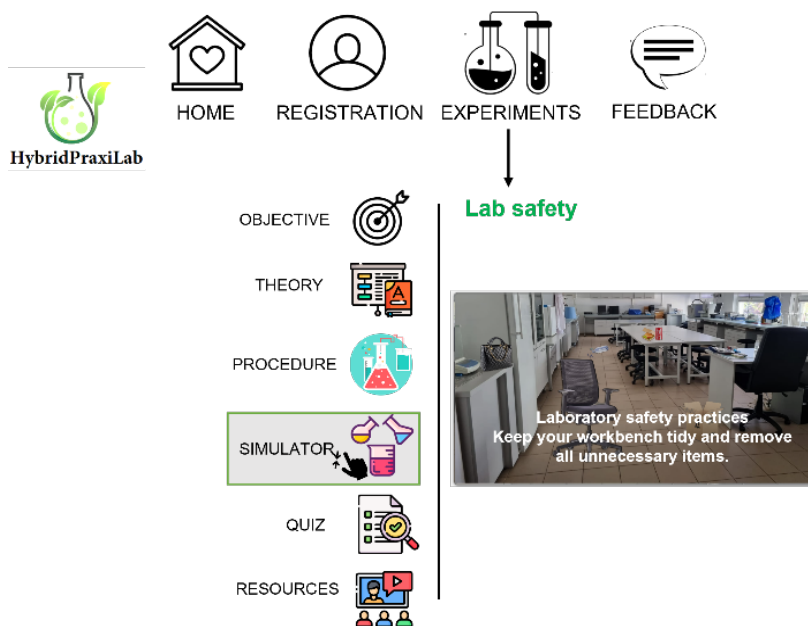 HOME
REGISTRATION
EXPERIMENTS
FEEDBACK
HybridPraxiLab
Lab safety
OBJECTIVE
THEORY
PROCEDURE
SIMULATOR
QUIZ
RESOURCES
A
Laboratory safety practices
Keep your workbench tidy and remove
all unnecessary items.